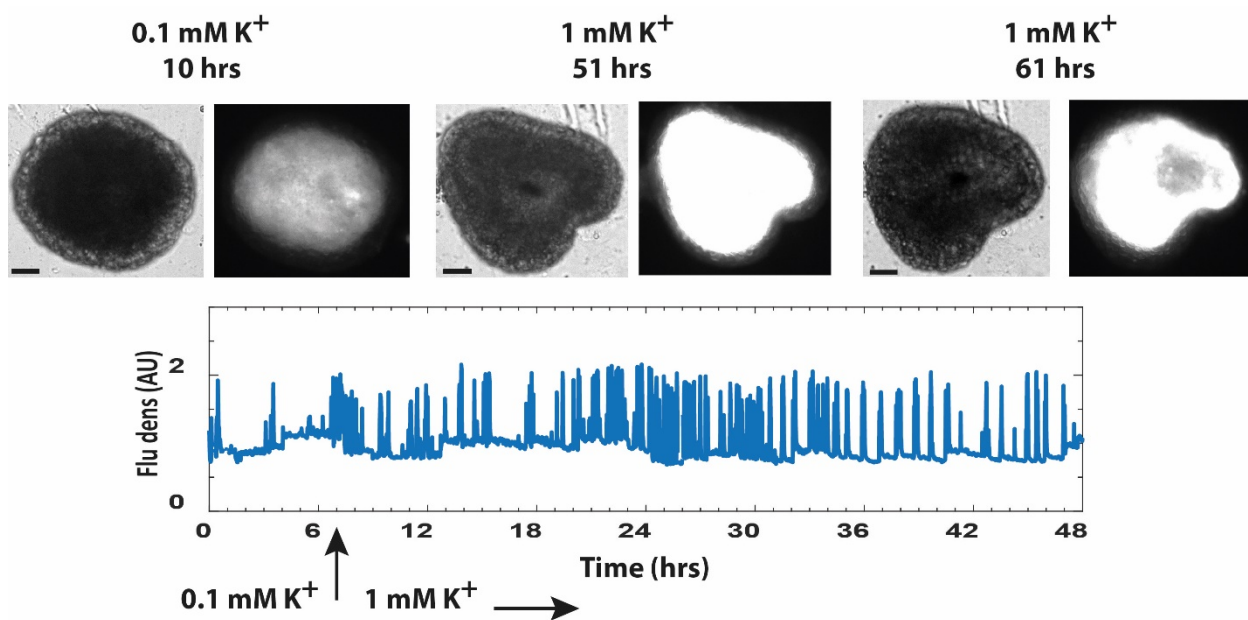 0.1 mM K+
10 hrs
1 mM K+
51 hrs
1 mM K+
61 hrs
Flu dens (AU)
2
0
0 6 12 18 24 30 36 42 48
Time (hrs)
0.1 mM K+ 1 mM K+